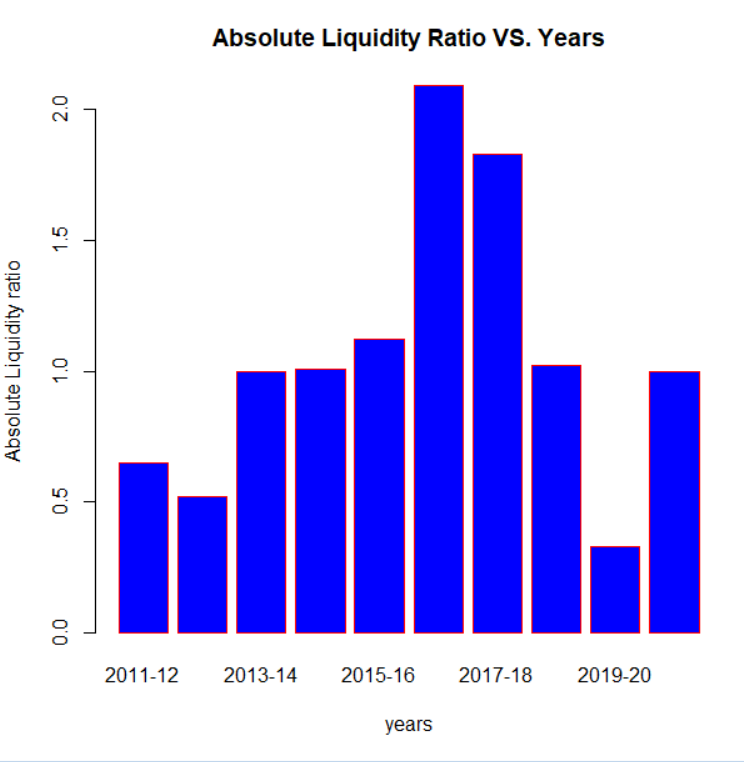 Absolute Liquidity Ratio VS. Years
2.0
1.5
1.0
0.5
0.0
Absolute Liquidity ratio
2011-12 2013-14 2015-16 2017-18 2019-20
years